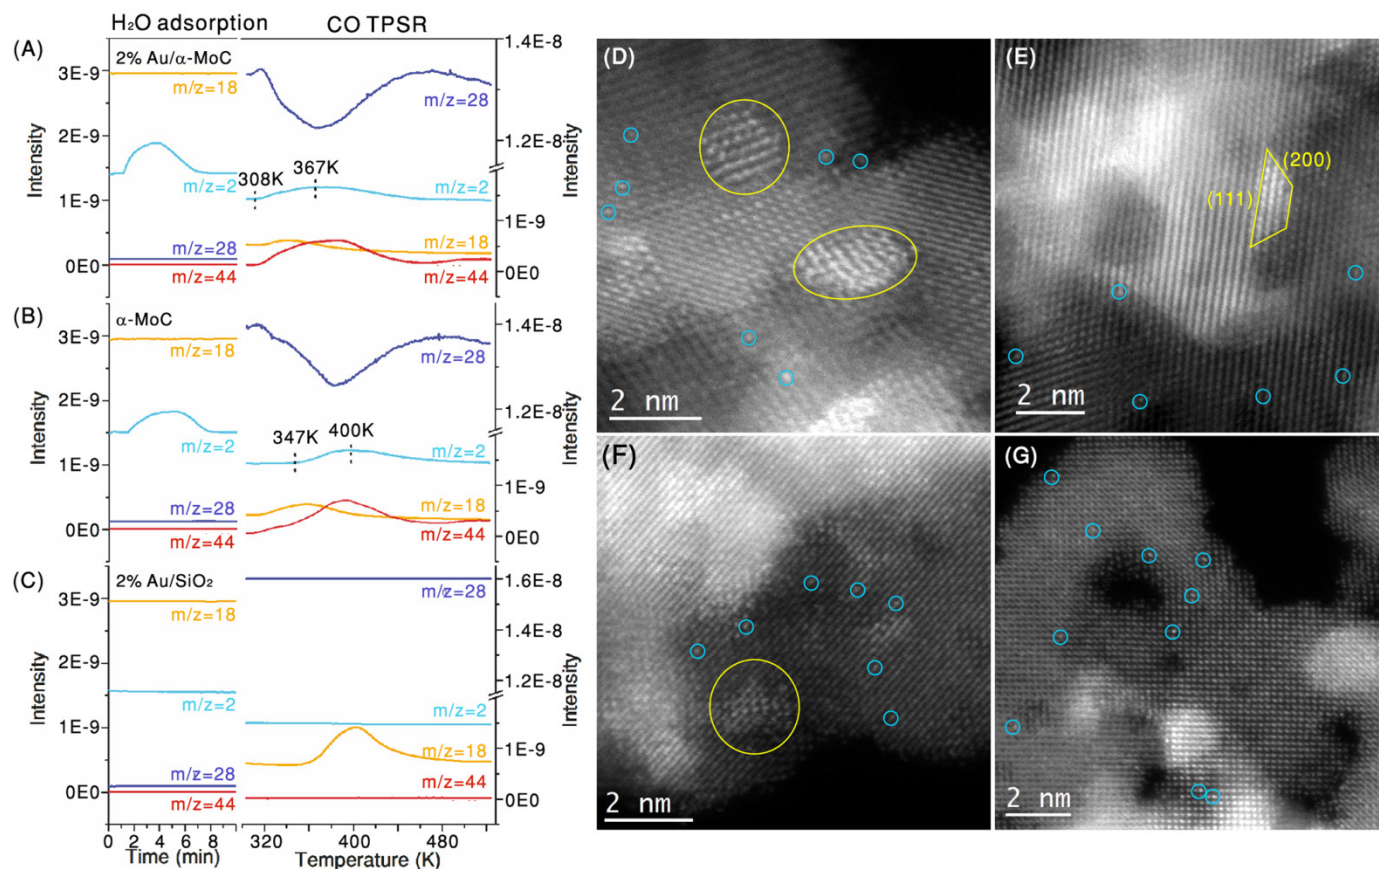 H₂O adsorption CO TPSR
(A)
2% Au/α-MoC
1.4E-8
3E-9
m/z=18
m/z=28
2E-9
1.2E-8
m/z=2
308K
367K
m/z=2
1E-9
1E-9
m/z=28
m/z=18
0E0
m/z=44
m/z=44
0E0
Intensity
Intensity
(B)
α-MoC
1.4E-8
3E-9
m/z=18
m/z=28
2E-9
1.2E-8
m/z=2
347K
400K
m/z=2
1E-9
1E-9
m/z=28
m/z=18
0E0
m/z=44
m/z=44
0E0
Intensity
Intensity
(C)
2% Au/SiO₂
1.6E-8
3E-9
m/z=18
m/z=28
1.4E-8
2E-9
1.2E-8
m/z=2
m/z=2
1E-9
1E-9
m/z=18
m/z=28
0E0
m/z=44
m/z=44
0E0
Intensity
Intensity
0 2 4 6 8 320 400 480
Time (min) Temperature (K)
(D)
2 nm
(E)
(200)
(111)
2 nm
(F)
2 nm
(G)
2 nm